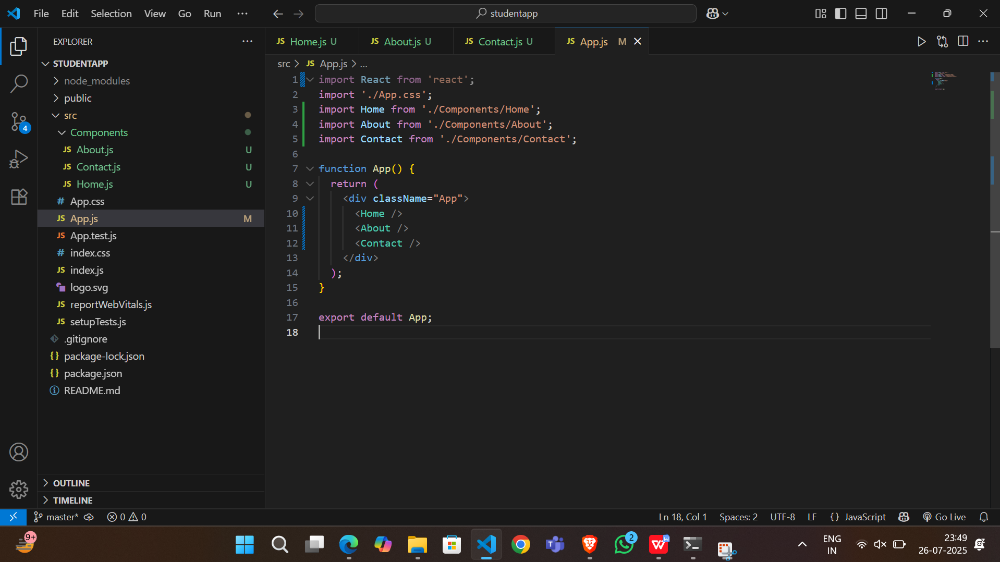 File Edit Selection View Go Run ··· studentapp
EXPLORER ···
STUDENTAPP
node_modules
public
src
Components
JS About.js U
JS Contact.js U
JS Home.js U
# App.css
JS App.js M
JS App.test.js
# index.css
JS index.js
logo.svg
JS reportWebVitals.js
JS setupTests.js
.gitignore
{} package-lock.json
{} package.json
README.md
OUTLINE
TIMELINE
4
JS Home.js U JS About.js U JS Contact.js U JS App.js M
src > JS App.js > ...
1 import React from 'react';
2 import './App.css';
3 import Home from './Components/Home';
4 import About from './Components/About';
5 import Contact from './Components/Contact';
6
7 function App() {
8 return (
9 <div className="App">
10 <Home />
11 <About />
12 <Contact />
13 </div>
14 );
15 }
16
17 export default App;
18
master* 0 0 Ln 18, Col 1 Spaces: 2 UTF-8 LF {} JavaScript Go Live
9+ 2 ENG
IN 23:49
26-07-2025